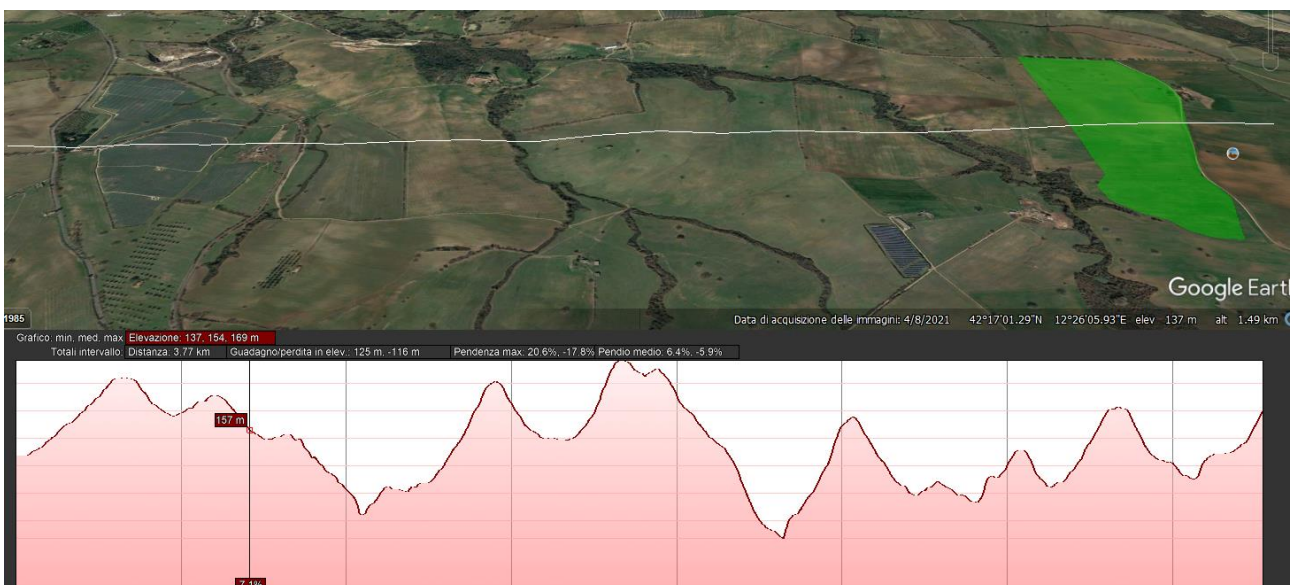 Google Earth
1985
Data di acquisizione delle immagini: 4/8/2021 42°17'01.29"N 12°26'05.93"E elev 137 m alt 1.49 km
Grafico: min. med. max Elevazione: 137, 154, 169 m
Totali intervallo: Distanza: 3.77 km Guadagno/perdita in elev.: 125 m, -116 m Pendenza max: 20.6%, -17.8% Pendio medio: 6.4%, -5.9%
157 m
7.1%